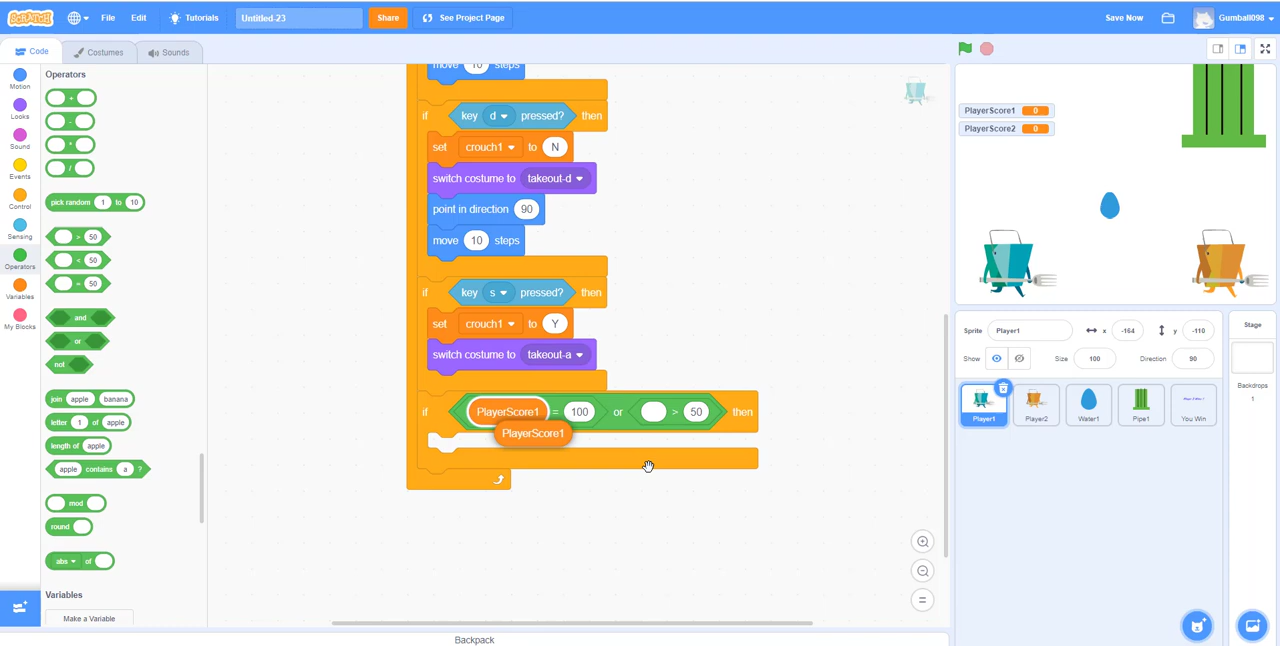 SCRATCH File Edit Tutorials Untitled-23 Share See Project Page Save Now Gumball098
Code Costumes Sounds
Motion
Looks
Sound
Events
Control
Sensing
Operators
Variables
My Blocks
Operators
+
-
*
/
pick random 1 to 10
> 50
< 50
= 50
and
or
not
join apple banana
letter 1 of apple
length of apple
apple contains a ?
mod
round
abs of
Variables
Make a Variable
move 10 steps
if key d pressed? then
set crouch1 to N
switch costume to takeout-d
point in direction 90
move 10 steps
if key s pressed? then
set crouch1 to Y
switch costume to takeout-a
if PlayerScore1 = 100 or > 50 then
PlayerScore1
Backpack
PlayerScore1 0
PlayerScore2 0
Sprite Player1 x -164 y -110
Show Size 100 Direction 90
Player1 Player2 Water1 Pipe1 You Win
Stage
Backdrops
1